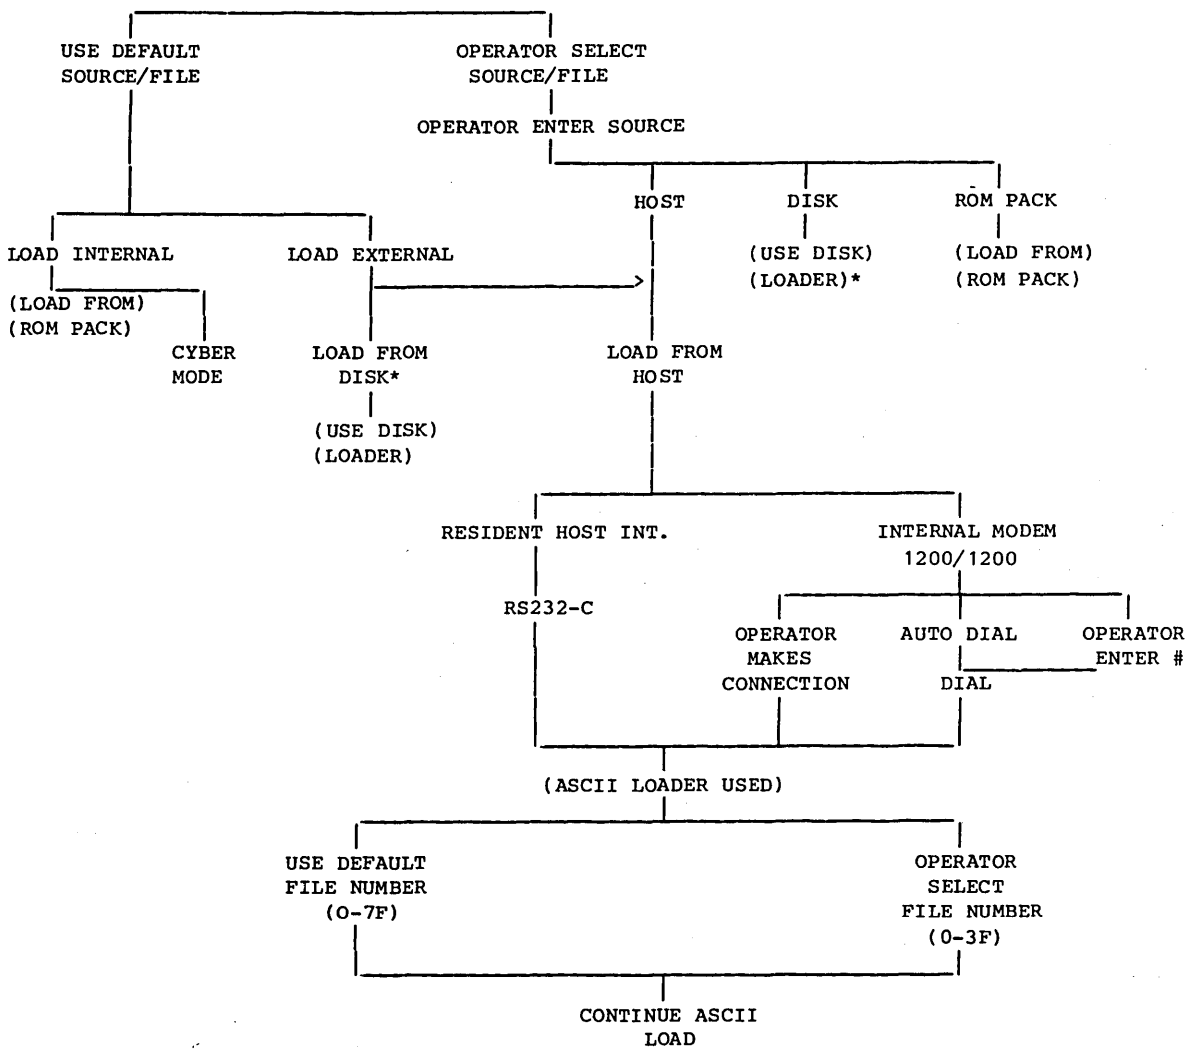 USE DEFAULT
SOURCE/FILE
OPERATOR SELECT
SOURCE/FILE
OPERATOR ENTER SOURCE
HOST
DISK
ROM PACK
(USE DISK)
(LOADER)*
(LOAD FROM)
(ROM PACK)
LOAD INTERNAL
LOAD EXTERNAL
(LOAD FROM)
(ROM PACK)
CYBER
MODE
LOAD FROM
DISK*
(USE DISK)
(LOADER)
LOAD FROM
HOST
RESIDENT HOST INT.
INTERNAL MODEM
1200/1200
RS232-C
OPERATOR
MAKES
CONNECTION
AUTO DIAL
DIAL
OPERATOR
ENTER #
(ASCII LOADER USED)
USE DEFAULT
FILE NUMBER
(0-7F)
OPERATOR
SELECT
FILE NUMBER
(0-3F)
CONTINUE ASCII
LOAD